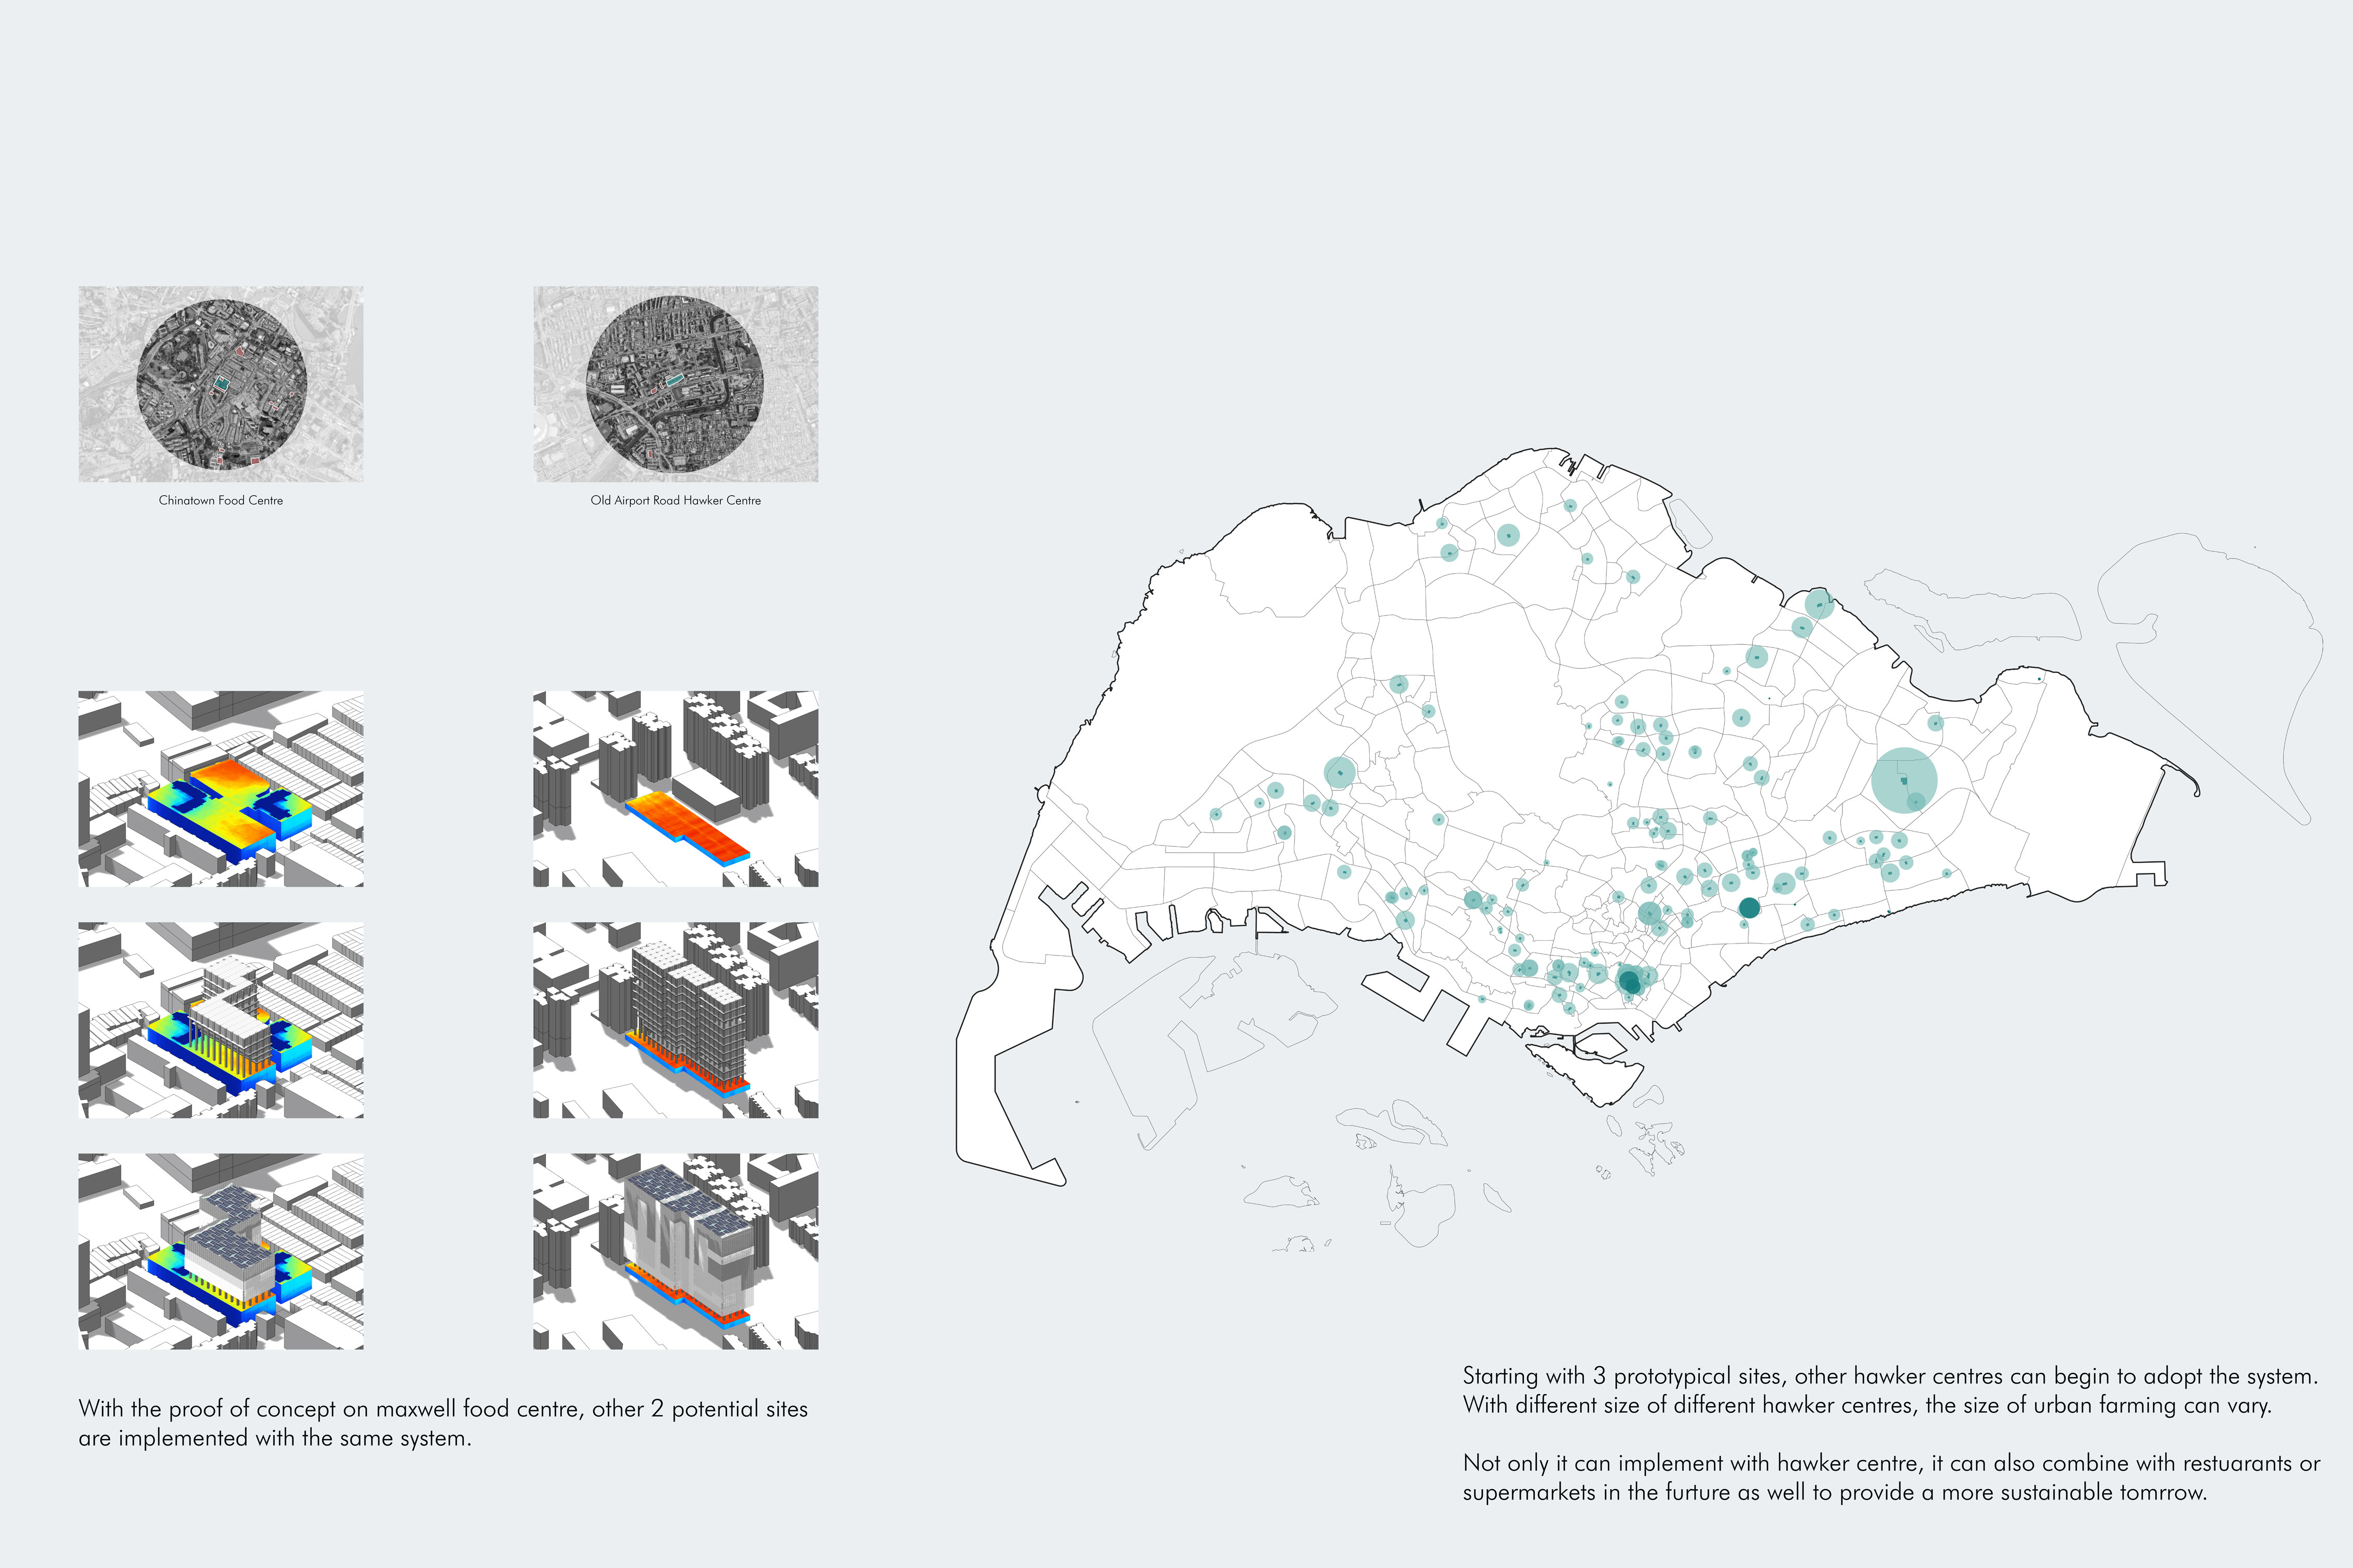 Chinatown Food Centre
Old Airport Road Hawker Centre
With the proof of concept on maxwell food centre, other 2 potential sites
are implemented with the same system.
Starting with 3 prototypical sites, other hawker centres can begin to adopt the system.
With different size of different hawker centres, the size of urban farming can vary.
Not only it can implement with hawker centre, it can also combine with restuarants or
supermarkets in the furture as well to provide a more sustainable tomrrow.